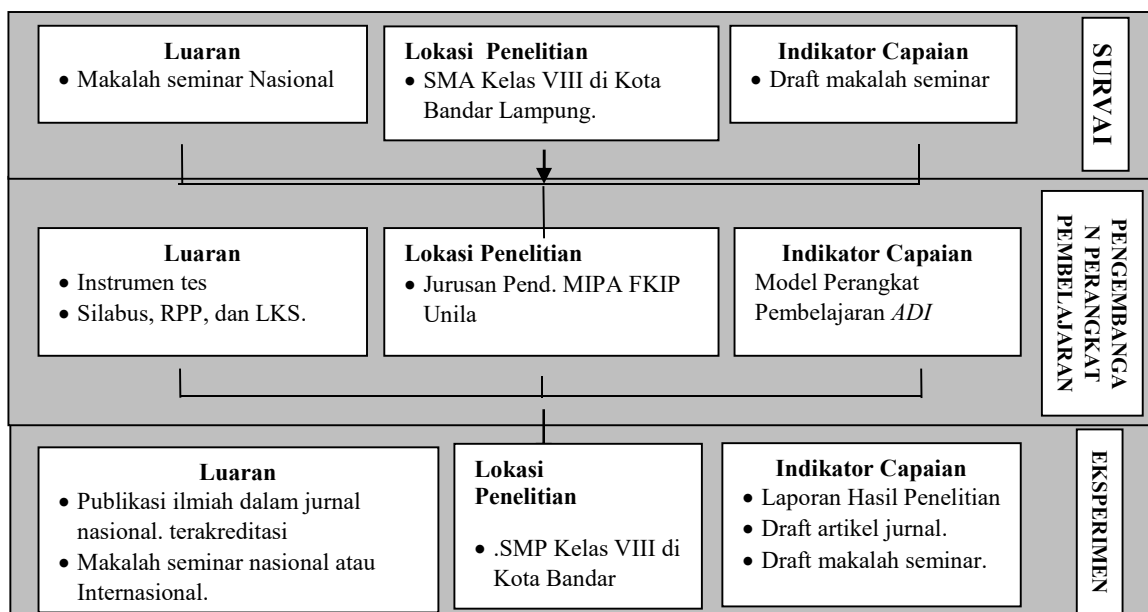 Luaran
• Makalah seminar Nasional
Lokasi Penelitian
• SMA Kelas VIII di Kota
Bandar Lampung.
Indikator Capaian
• Draft makalah seminar
SURVAI
Luaran
• Instrumen tes
• Silabus, RPP, dan LKS.
Lokasi Penelitian
• Jurusan Pend. MIPA FKIP
Unila
Indikator Capaian
Model Perangkat
Pembelajaran ADI
PENGEMBANGA
N PERANGKAT
PEMBELAJARAN
Luaran
• Publikasi ilmiah dalam jurnal
nasional. terakreditasi
• Makalah seminar nasional atau
Internasional.
Lokasi
Penelitian
• .SMP Kelas VIII di
Kota Bandar
Indikator Capaian
• Laporan Hasil Penelitian
• Draft artikel jurnal.
• Draft makalah seminar.
EKSPERIMEN